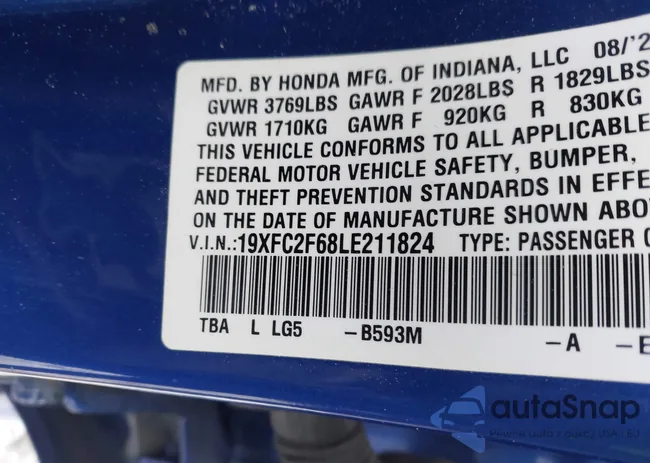 MFD. BY HONDA MFG. OF INDIANA, LLC 08/'2
GVWR 3769LBS GAWR F 2028LBS R 1829LBS
GVWR 1710KG GAWR F 920KG R 830KG
THIS VEHICLE CONFORMS TO ALL APPLICABLE
FEDERAL MOTOR VEHICLE SAFETY, BUMPER,
AND THEFT PREVENTION STANDARDS IN EFFE
ON THE DATE OF MANUFACTURE SHOWN ABO
V.I.N.:19XFC2F68LE211824 TYPE: PASSENGER C
TBA L LG5 -B593M -A -E
autaSnap